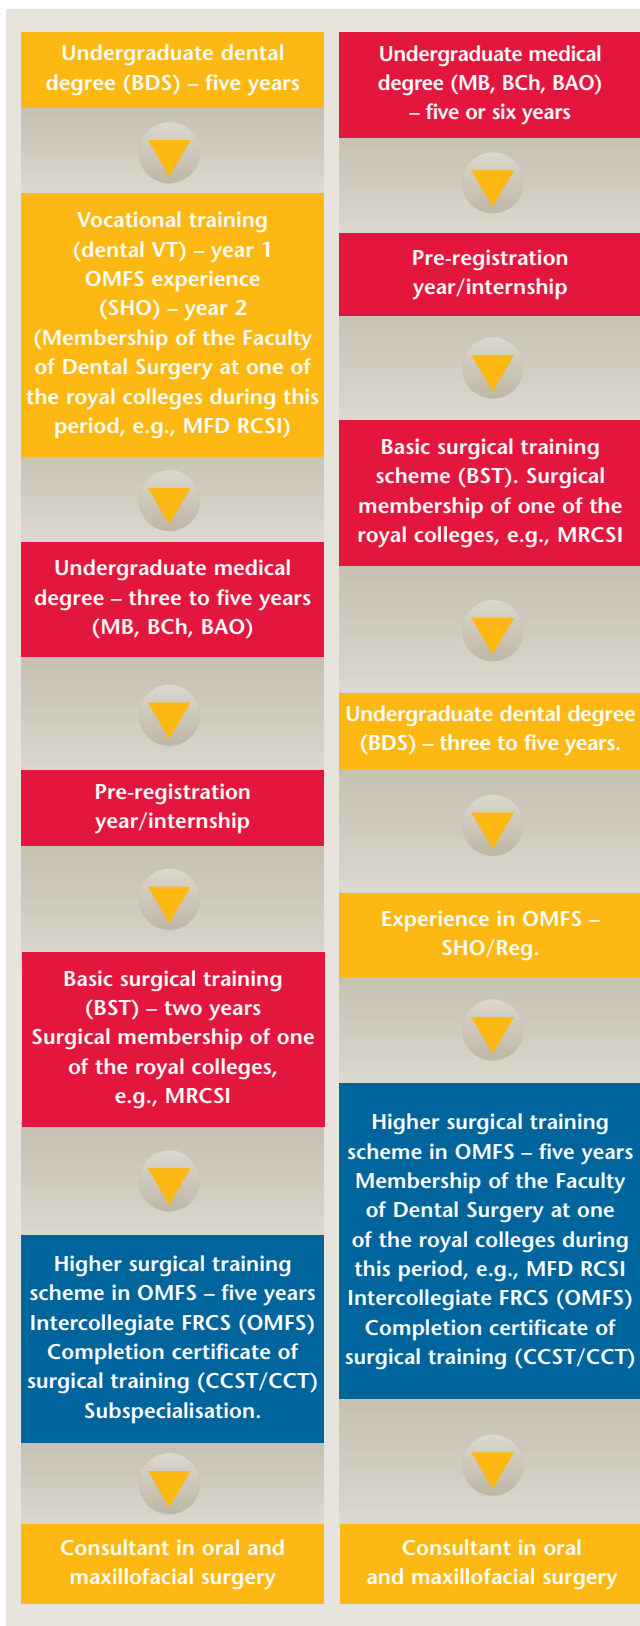 Undergraduate dental
degree (BDS) – five years
Vocational training
(dental VT) – year 1
OMFS experience
(SHO) – year 2
(Membership of the Faculty
of Dental Surgery at one of
the royal colleges during this
period, e.g., MFD RCSI)
Undergraduate medical
degree – three to five years
(MB, BCh, BAO)
Pre-registration
year/internship
Basic surgical training
(BST) – two years
Surgical membership of one
of the royal colleges,
e.g., MRCSI
Higher surgical training
scheme in OMFS – five years
Intercollegiate FRCS (OMFS)
Completion certificate of
surgical training (CCST/CCT)
Subspecialisation.
Consultant in oral and
maxillofacial surgery
Undergraduate medical
degree (MB, BCh, BAO)
– five or six years
Pre-registration
year/internship
Basic surgical training
scheme (BST). Surgical
membership of one of the
royal colleges, e.g., MRCSI
Undergraduate dental degree
(BDS) – three to five years.
Experience in OMFS –
SHO/Reg.
Higher surgical training
scheme in OMFS – five years
Membership of the Faculty
of Dental Surgery at one
of the royal colleges during
this period, e.g., MFD RCSI
Intercollegiate FRCS (OMFS)
Completion certificate of
surgical training (CCST/CCT)
Consultant in oral
and maxillofacial surgery